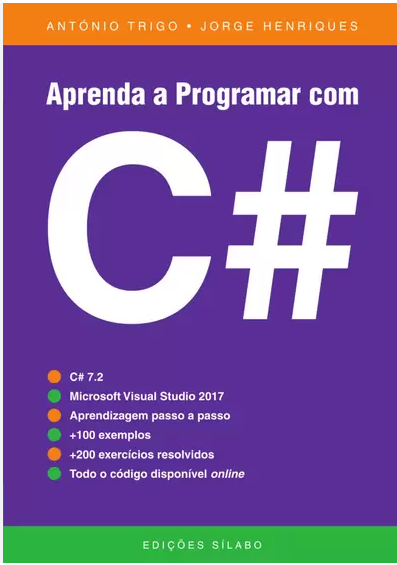 ANTÓNIO TRIGO • JORGE HENRIQUES
Aprenda a Programar com
C#
C# 7.2
Microsoft Visual Studio 2017
Aprendizagem passo a passo
+100 exemplos
+200 exercícios resolvidos
Todo o código disponível online
EDIÇÕES SÍLABO